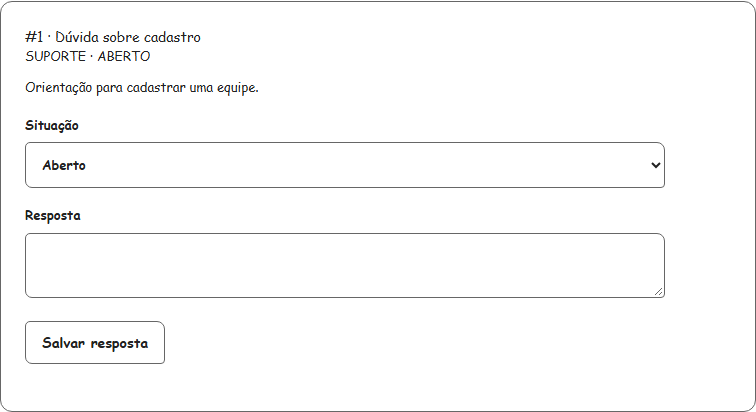 #1 · Dúvida sobre cadastro
SUPORTE · ABERTO
Orientação para cadastrar uma equipe.
Situação
Aberto
Resposta
Salvar resposta